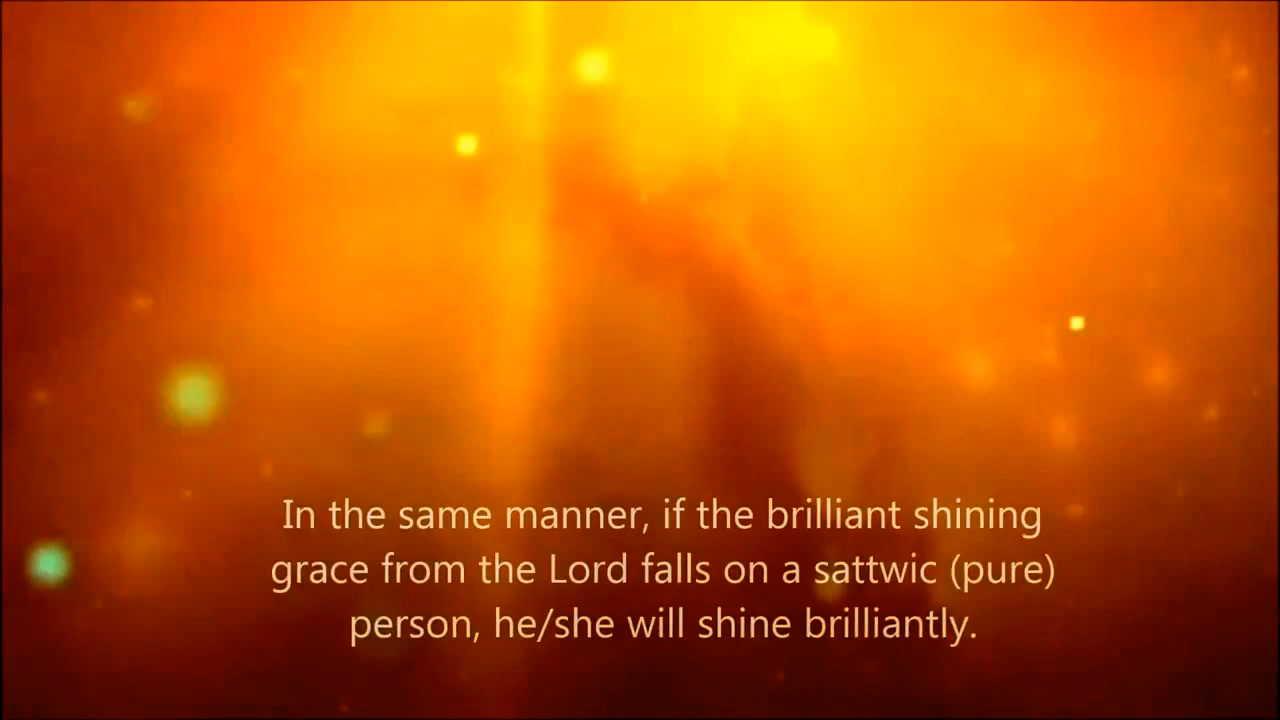 In the same manner, if the brilliant shining
grace from the Lord falls on a sattwic (pure)
person, he/she will shine brilliantly.